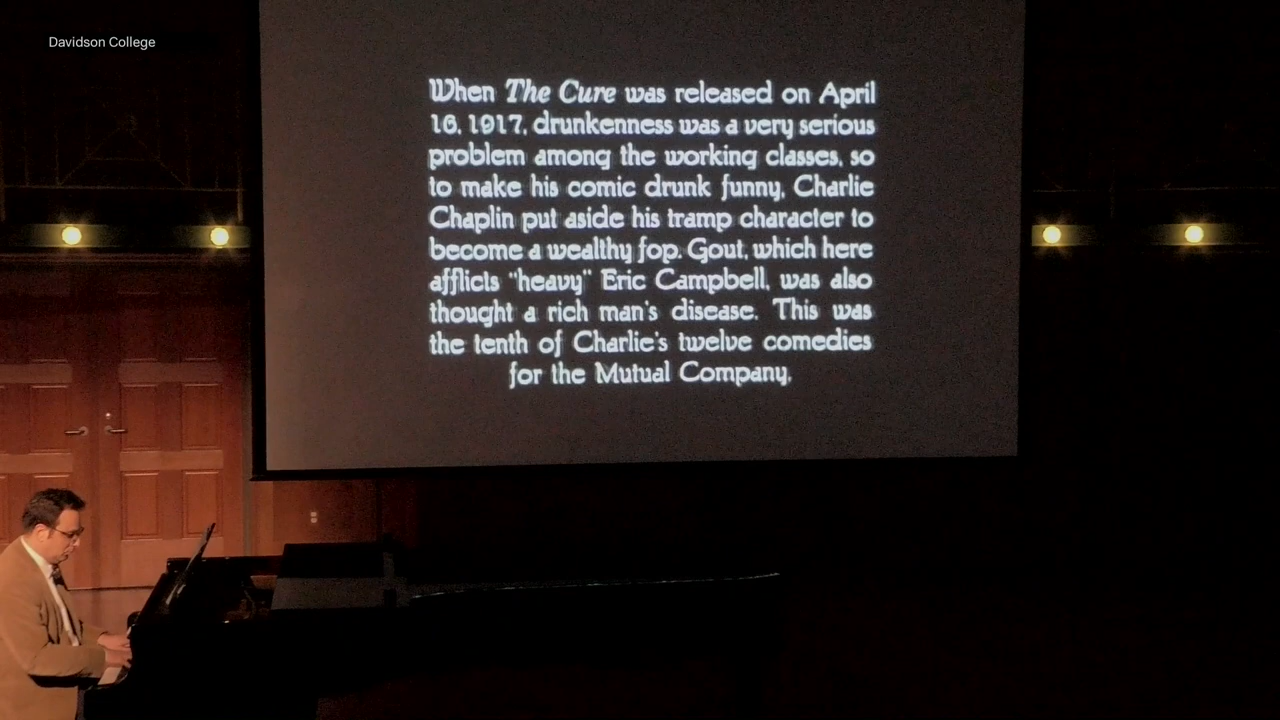 Davidson College
When The Cure was released on April
16, 1917, drunkenness was a very serious
problem among the working classes, so
to make his comic drunk funny, Charlie
Chaplin put aside his tramp character to
become a wealthy fop. Gout, which here
afflicts "heavy" Eric Campbell, was also
thought a rich man's disease. This was
the tenth of Charlie's twelve comedies
for the Mutual Company.